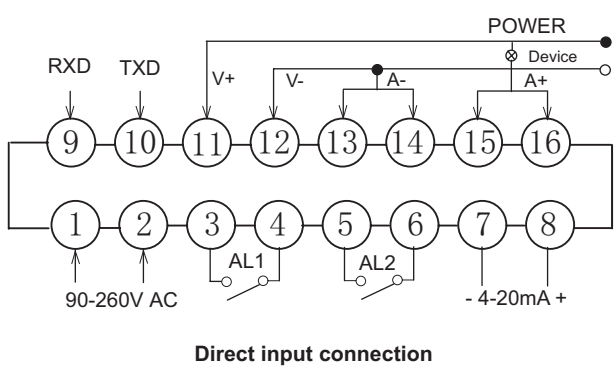 POWER
Device
RXD TXD V+ V- A- A+
9 10 11 12 13 14 15 16
1 2 3 4 5 6 7 8
AL1 AL2
90-260V AC - 4-20mA +
Direct input connection